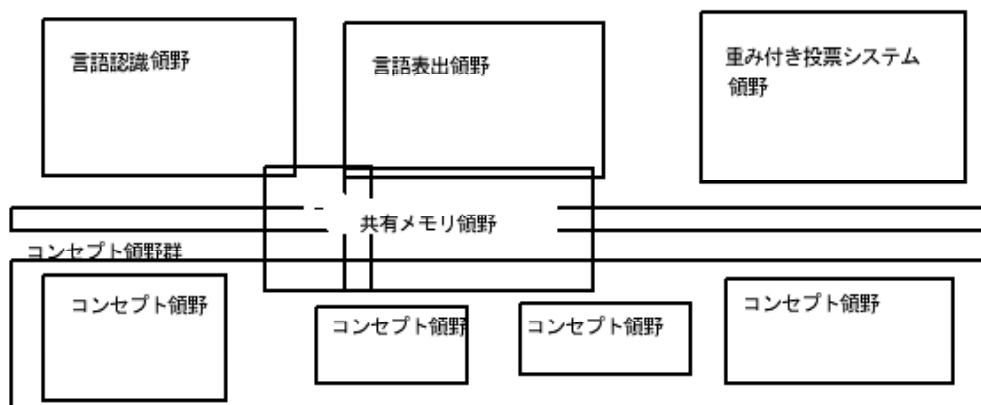 言語認識領野
言語表出領野
重み付き投票システム
領野
共有メモリ領野
コンセプト領野群
コンセプト領野
コンセプト領野
コンセプト領野
コンセプト領野